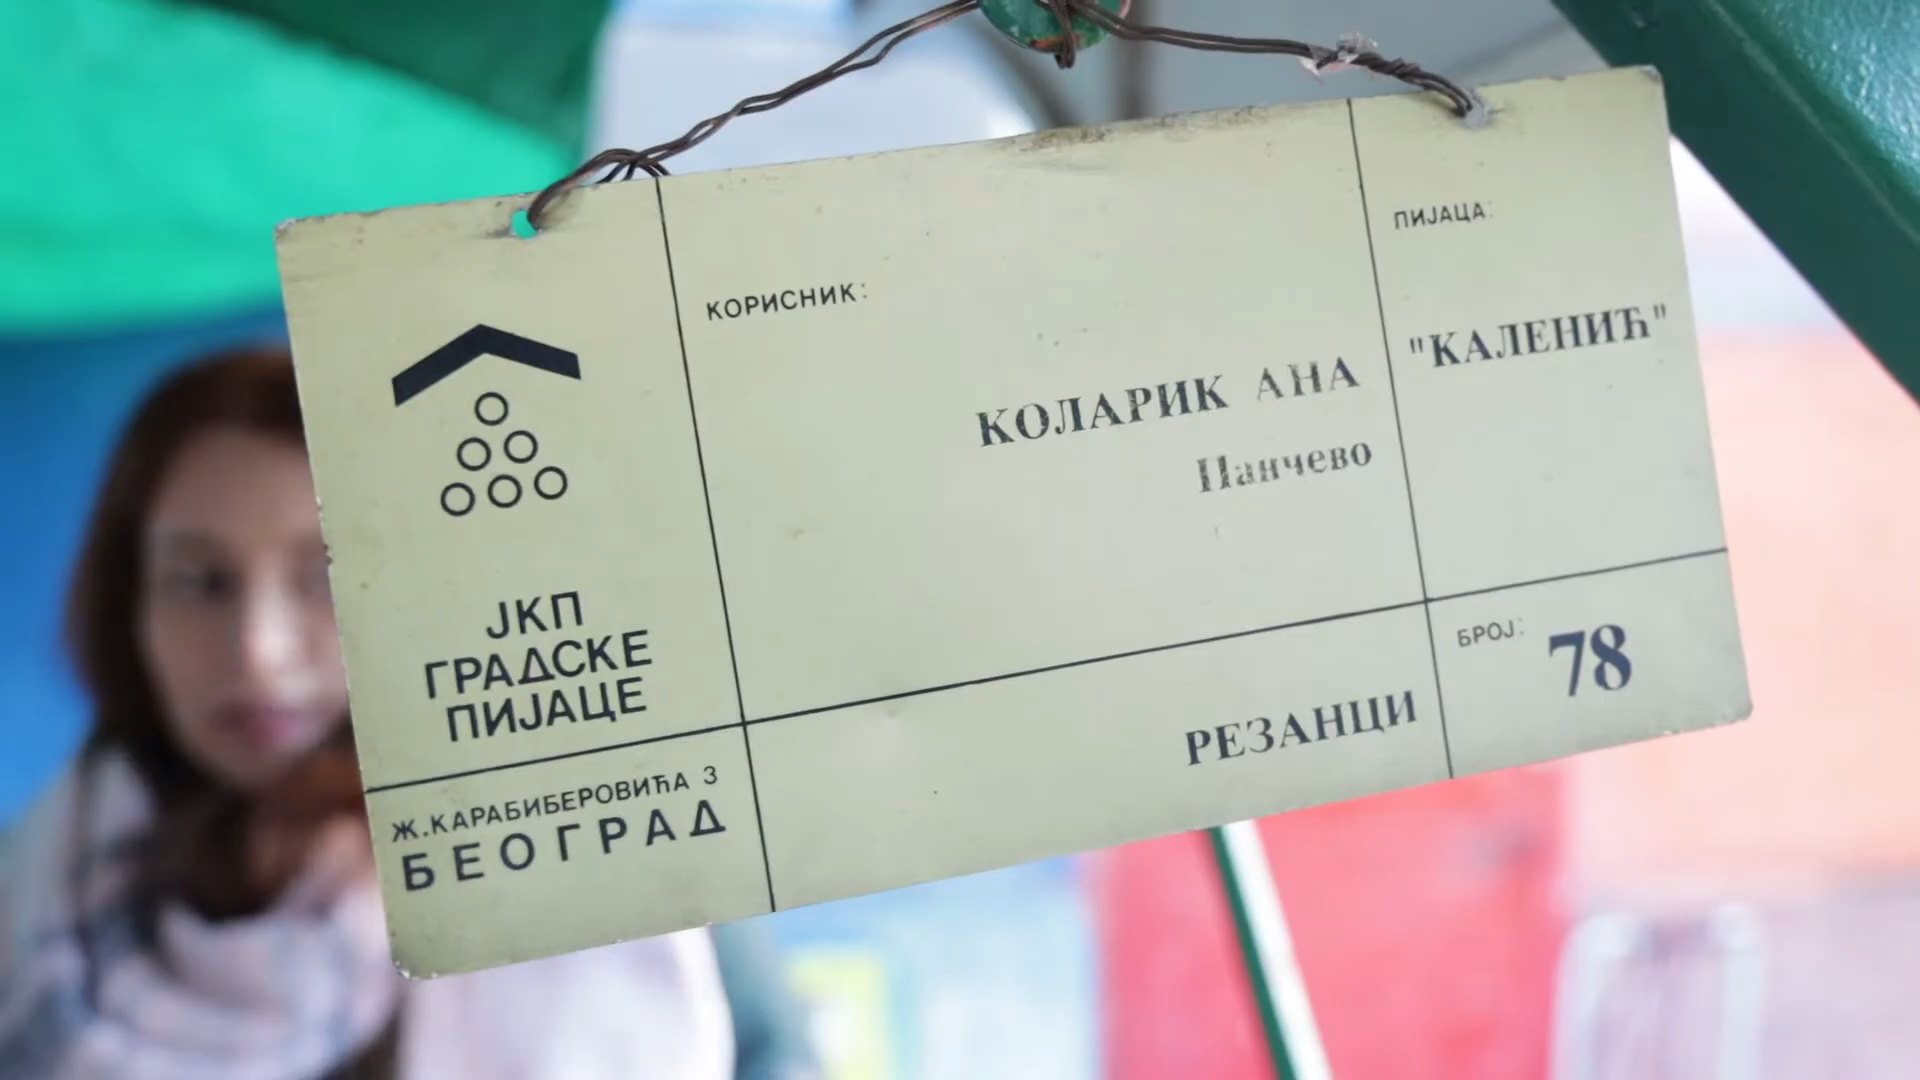 ЈКП
ГРАДСКЕ
ПИЈАЦЕ
Ж.КАРАБИБЕРОВИЋА 3
БЕОГРАД
КОРИСНИК:
КОЛАРИК АНА
Панчево
РЕЗАНЦИ
ПИЈАЦА:
"КАЛЕНИЋ"
БРОЈ: 78